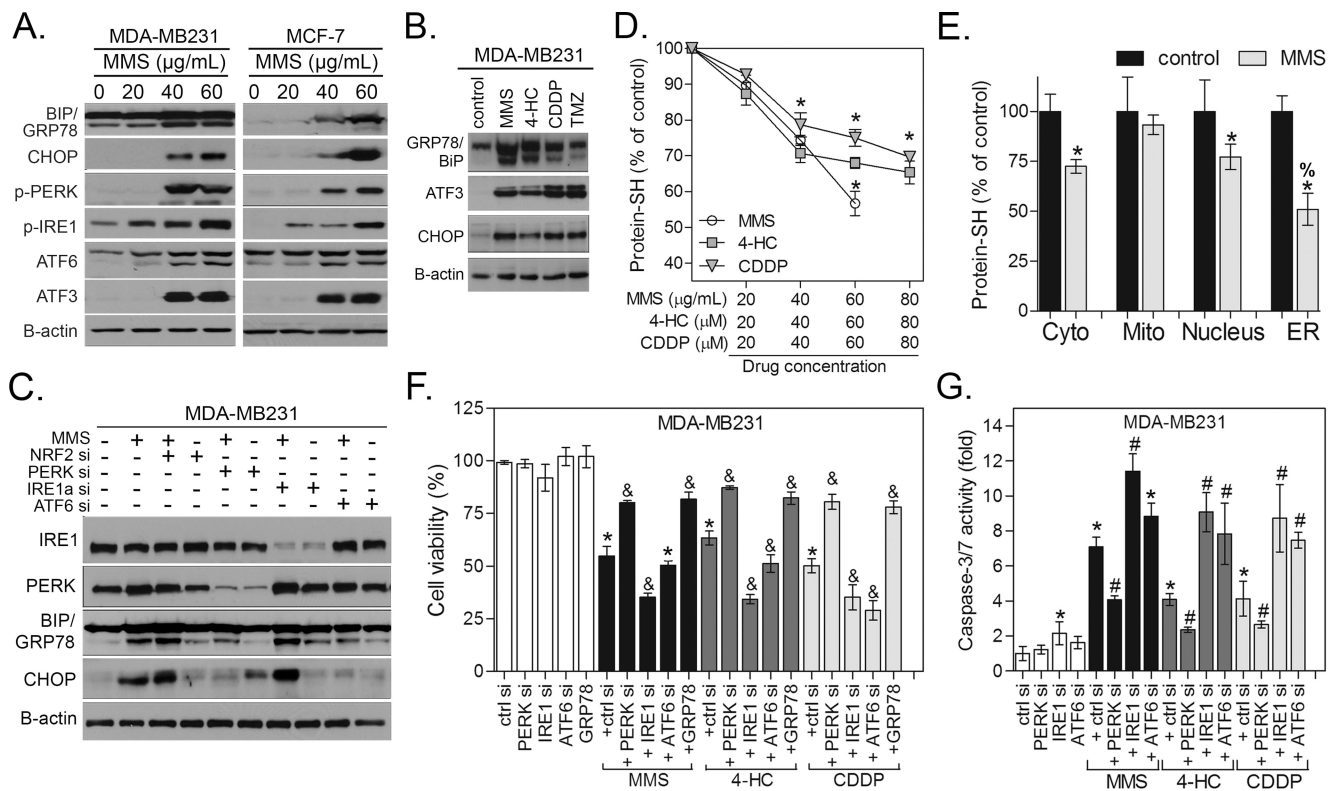 A.
MDA-MB231
MCF-7
MMS (μg/mL)
MMS (μg/mL)
0 20 40 60
0 20 40 60
BIP/
GRP78
CHOP
p-PERK
p-IRE1
ATF6
ATF3
B-actin
B.
MDA-MB231
control
MMS
4-HC
CDDP
TMZ
GRP78/
BiP
ATF3
CHOP
B-actin
C.
MDA-MB231
MMS - + + - + - + - + -
NRF2 si - - + + - - - - - -
PERK si - - - - + + - - - -
IRE1a si - - - - - - + + - -
ATF6 si - - - - - - - - + +
IRE1
PERK
BIP/
GRP78
CHOP
B-actin
D.
Protein-SH (% of control)
100
90
80
70
60
50
40
*
*
*
*
MMS
4-HC
CDDP
MMS (μg/mL) 20 40 60 80
4-HC (μM) 20 40 60 80
CDDP (μM) 20 40 60 80
Drug concentration
E.
control
MMS
Protein-SH (% of control)
100
75
50
25
0
*
*
%
*
Cyto Mito Nucleus ER
F.
MDA-MB231
Cell viability (%)
125
100
75
50
25
0
* & & * & * & & & & * & & & &
ctrl si
PERK si
IRE1 si
ATF6 si
GRP78
+ctrl si
+ PERK si
+ IRE1 si
+ ATF6 si
+GRP78
+ctrl si
+ PERK si
+ IRE1 si
+ ATF6 si
+GRP78
+ctrl si
+ PERK si
+ IRE1 si
+ ATF6 si
+GRP78
MMS
4-HC
CDDP
G.
MDA-MB231
Caspase-3/7 activity (fold)
14
12
10
8
6
4
2
0
* * # # * * # # # * # # #
ctrl si
PERK si
IRE1 si
ATF6 si
+ ctrl si
+ PERK si
+ IRE1 si
+ ATF6 si
+ ctrl si
+ PERK si
+ IRE1 si
+ ATF6 si
+ ctrl si
+ PERK si
+ IRE1 si
+ ATF6 si
MMS
4-HC
CDDP